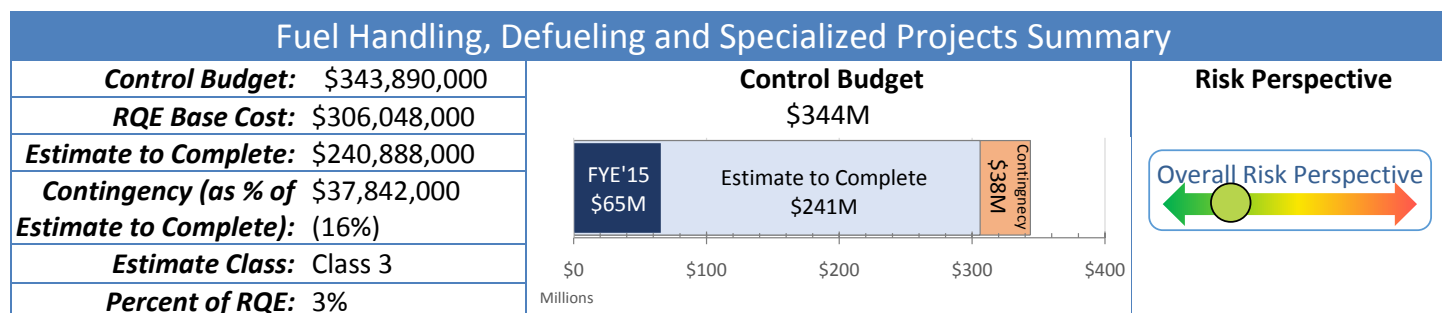 Fuel Handling, Defueling and Specialized Projects Summary
Control Budget: $343,890,000
RQE Base Cost: $306,048,000
Estimate to Complete: $240,888,000
Contingency (as % of $37,842,000
Estimate to Complete): (16%)
Estimate Class: Class 3
Percent of RQE: 3%
Control Budget
$344M
FYE'15
$65M
Estimate to Complete
$241M
Contingnecy
$38M
$0 $100 $200 $300 $400
Millions
Risk Perspective
Overall Risk Perspective